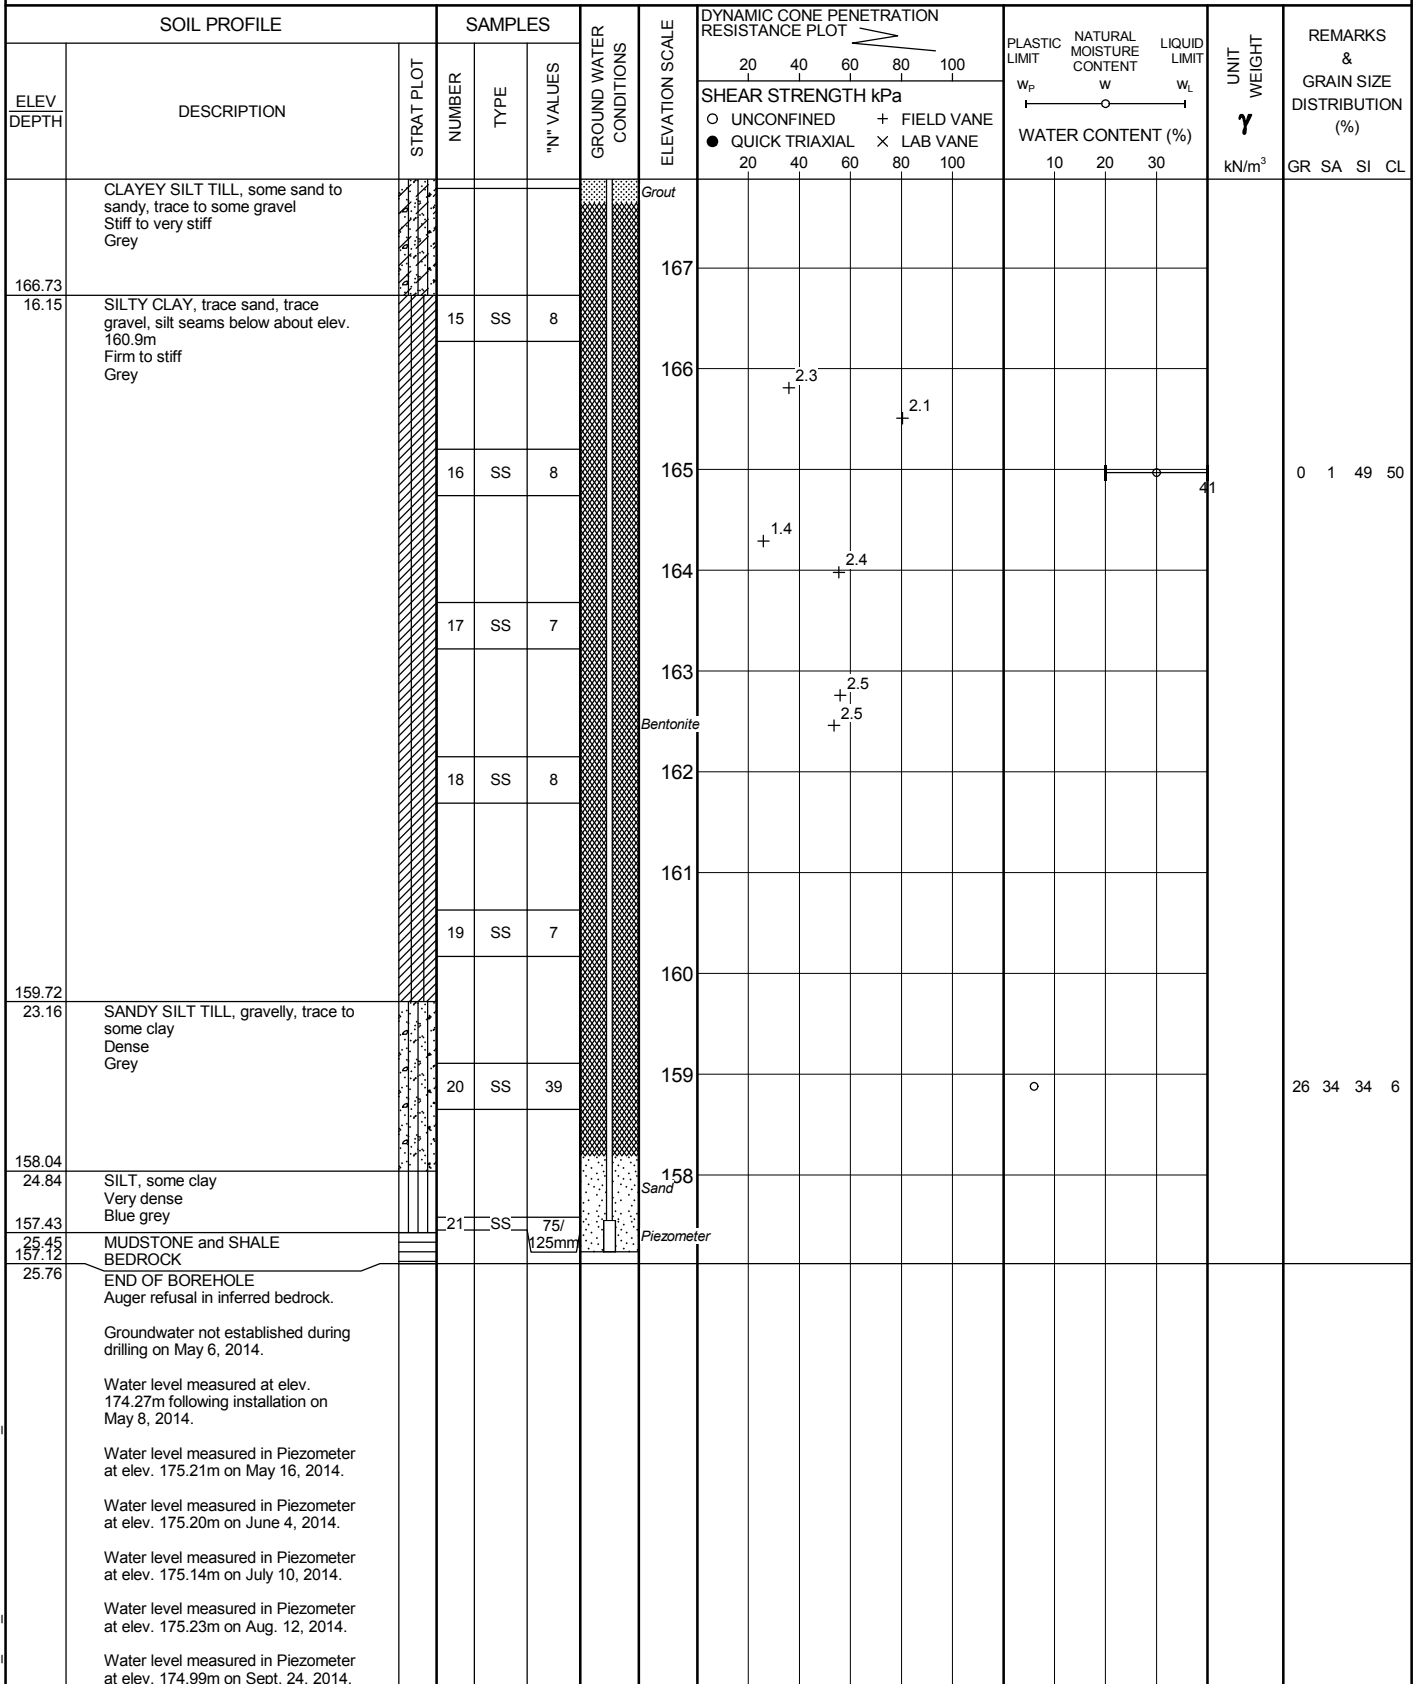 SOIL PROFILE
SAMPLES
GROUND WATER
CONDITIONS
ELEVATION SCALE
DYNAMIC CONE PENETRATION
RESISTANCE PLOT
20 40 60 80 100
SHEAR STRENGTH kPa
○ UNCONFINED + FIELD VANE
● QUICK TRIAXIAL × LAB VANE
20 40 60 80 100
PLASTIC
LIMIT
NATURAL
MOISTURE
CONTENT
LIQUID
LIMIT
WP W WL
WATER CONTENT (%)
10 20 30
UNIT
WEIGHT
γ
kN/m³
REMARKS
&
GRAIN SIZE
DISTRIBUTION
(%)
GR SA SI CL
ELEV
DEPTH
DESCRIPTION
STRAT PLOT
NUMBER
TYPE
"N" VALUES
CLAYEY SILT TILL, some sand to
sandy, trace to some gravel
Stiff to very stiff
Grey
Grout
167
166.73
16.15
SILTY CLAY, trace sand, trace
gravel, silt seams below about elev.
160.9m
Firm to stiff
Grey
15 SS 8
166
2.3
2.1
16 SS 8
165
41
0 1 49 50
1.4
2.4
164
17 SS 7
163
2.5
2.5
Bentonite
18 SS 8
162
161
19 SS 7
160
159.72
23.16
SANDY SILT TILL, gravelly, trace to
some clay
Dense
Grey
20 SS 39
159
26 34 34 6
158.04
24.84
SILT, some clay
Very dense
Blue grey
158
Sand
157.43
25.45
21 SS 75/
125mm
Piezometer
MUDSTONE and SHALE
BEDROCK
157.12
25.76
END OF BOREHOLE
Auger refusal in inferred bedrock.
Groundwater not established during
drilling on May 6, 2014.
Water level measured at elev.
174.27m following installation on
May 8, 2014.
Water level measured in Piezometer
at elev. 175.21m on May 16, 2014.
Water level measured in Piezometer
at elev. 175.20m on June 4, 2014.
Water level measured in Piezometer
at elev. 175.14m on July 10, 2014.
Water level measured in Piezometer
at elev. 175.23m on Aug. 12, 2014.
Water level measured in Piezometer
at elev. 174.99m on Sept. 24, 2014.